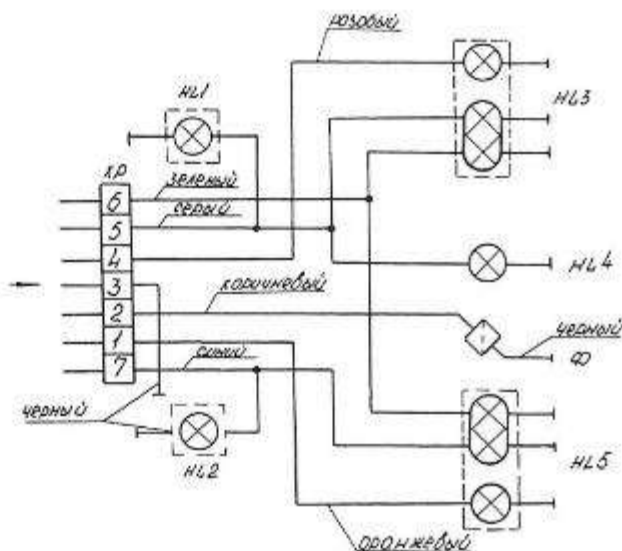 розовый
HL1
HL3
XP
зеленый
6
серый
5
4
HL4
3
коричневый
2
черный
Ф
1
синий
7
черный
HL2
HL5
оранжевый